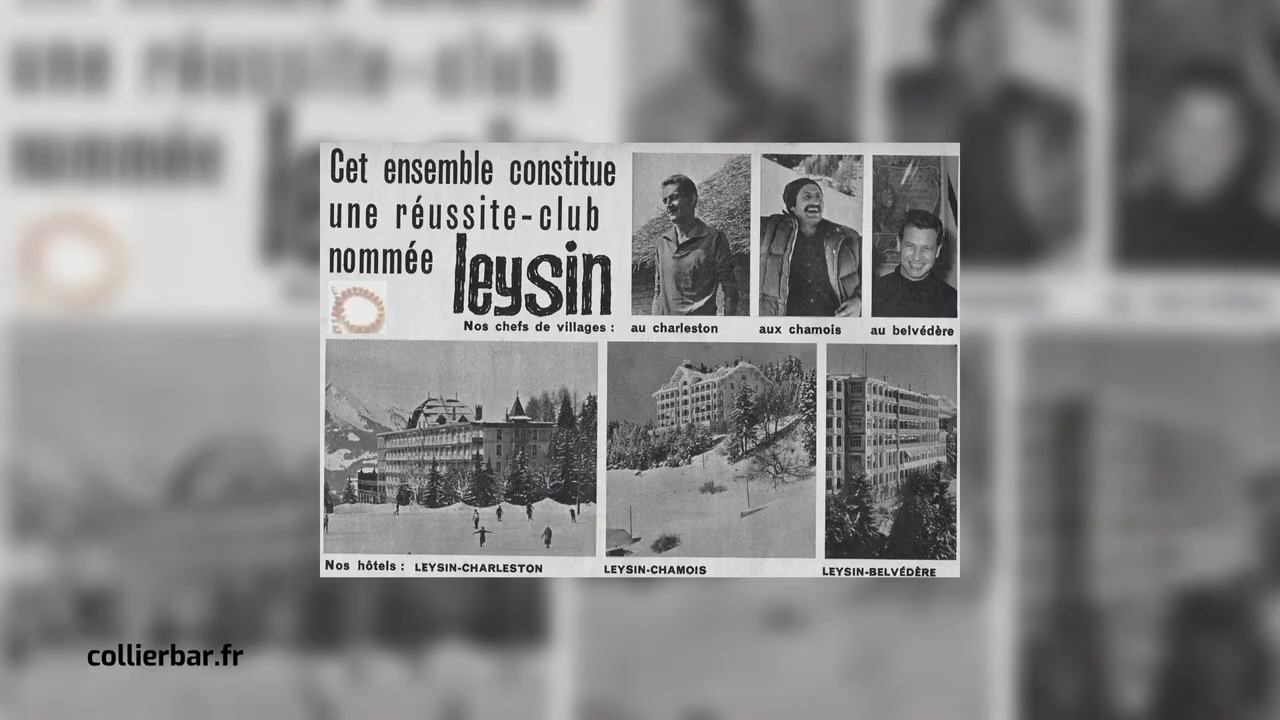 Cet ensemble constitue
une réussite-club
nommée leysin
Nos chefs de villages : au charleston aux chamois au belvédère
Nos hôtels : LEYSIN-CHARLESTON LEYSIN-CHAMOIS LEYSIN-BELVÉDÈRE
collierbar.fr